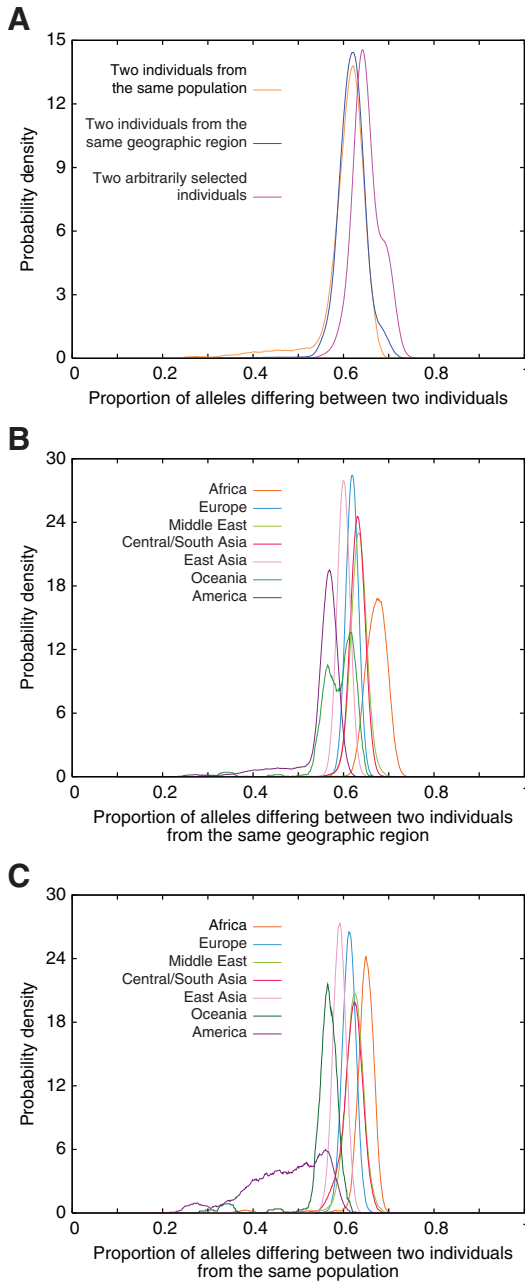 A
15
12
9
6
3
0
Probability density
Two individuals from
the same population
Two individuals from the
same geographic region
Two arbitrarily selected
individuals
0 0.2 0.4 0.6 0.8 1
Proportion of alleles differing between two individuals
B
30
24
18
12
6
0
Probability density
Africa
Europe
Middle East
Central/South Asia
East Asia
Oceania
America
0 0.2 0.4 0.6 0.8 1
Proportion of alleles differing between two individuals
from the same geographic region
C
30
24
18
12
6
0
Probability density
Africa
Europe
Middle East
Central/South Asia
East Asia
Oceania
America
0 0.2 0.4 0.6 0.8 1
Proportion of alleles differing between two individuals
from the same population